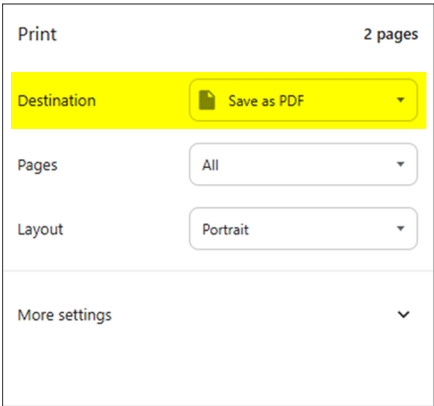 Print 2 pages
Destination Save as PDF
Pages All
Layout Portrait
More settings